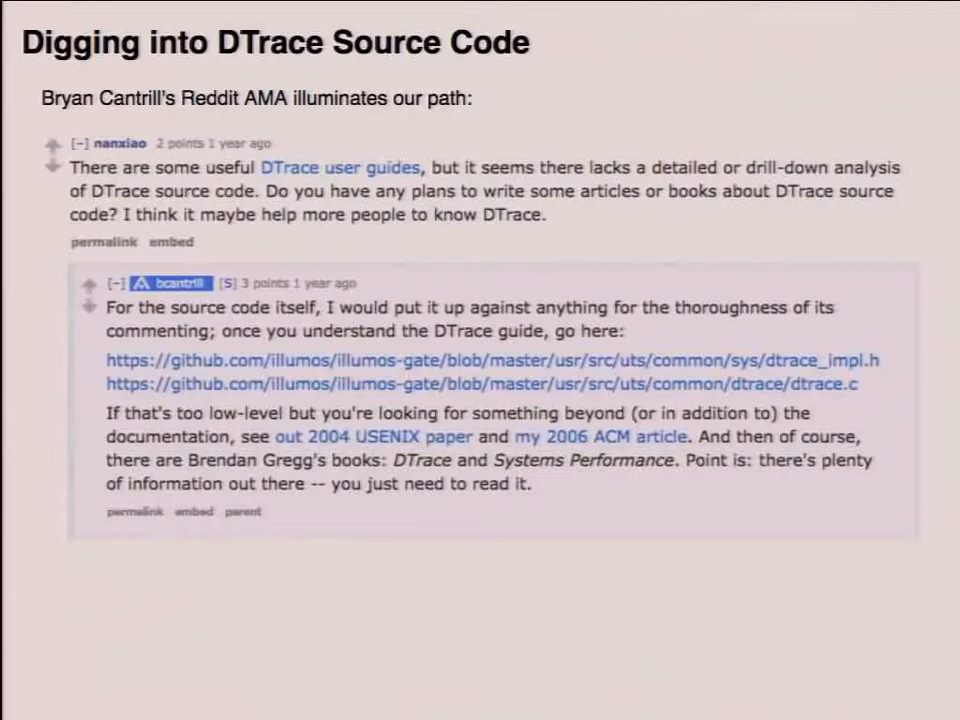 Digging into DTrace Source Code
Bryan Cantrill's Reddit AMA illuminates our path:
[–] nanxiao 2 points 1 year ago
There are some useful DTrace user guides, but it seems there lacks a detailed or drill-down analysis
of DTrace source code. Do you have any plans to write some articles or books about DTrace source
code? I think it maybe help more people to know DTrace.
permalink embed
[–] bcantrill [S] 3 points 1 year ago
For the source code itself, I would put it up against anything for the thoroughness of its
commenting; once you understand the DTrace guide, go here:
https://github.com/illumos/illumos-gate/blob/master/usr/src/uts/common/sys/dtrace_impl.h
https://github.com/illumos/illumos-gate/blob/master/usr/src/uts/common/dtrace/dtrace.c
If that's too low-level but you're looking for something beyond (or in addition to) the
documentation, see out 2004 USENIX paper and my 2006 ACM article. And then of course,
there are Brendan Gregg's books: DTrace and Systems Performance. Point is: there's plenty
of information out there -- you just need to read it.
permalink embed parent